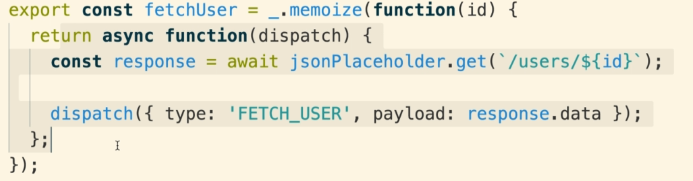 export const fetchUser = _.memoize(function(id) {
return async function(dispatch) {
const response = await jsonPlaceholder.get(`/users/${id}`);
dispatch({ type: 'FETCH_USER', payload: response.data });
};
});